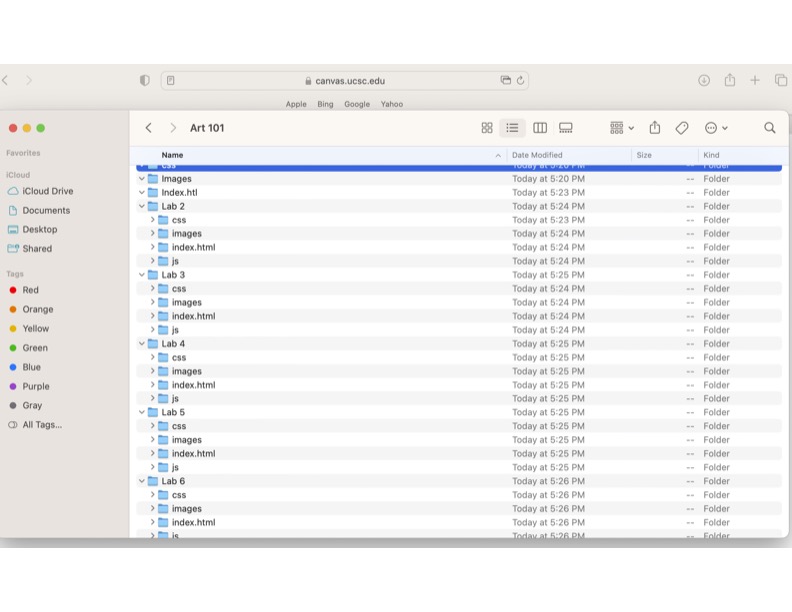 canvas.ucsc.edu
Apple Bing Google Yahoo
Art 101
Favorites
iCloud
iCloud Drive
Documents
Desktop
Shared
Tags
Red
Orange
Yellow
Green
Blue
Purple
Gray
All Tags...
Name Date Modified Size Kind
css Today at 5:20 PM -- Folder
Images Today at 5:20 PM -- Folder
Index.htl Today at 5:23 PM -- Folder
Lab 2 Today at 5:24 PM -- Folder
css Today at 5:23 PM -- Folder
images Today at 5:24 PM -- Folder
index.html Today at 5:24 PM -- Folder
js Today at 5:24 PM -- Folder
Lab 3 Today at 5:25 PM -- Folder
css Today at 5:24 PM -- Folder
images Today at 5:24 PM -- Folder
index.html Today at 5:24 PM -- Folder
js Today at 5:24 PM -- Folder
Lab 4 Today at 5:25 PM -- Folder
css Today at 5:25 PM -- Folder
images Today at 5:25 PM -- Folder
index.html Today at 5:25 PM -- Folder
js Today at 5:25 PM -- Folder
Lab 5 Today at 5:25 PM -- Folder
css Today at 5:25 PM -- Folder
images Today at 5:25 PM -- Folder
index.html Today at 5:25 PM -- Folder
js Today at 5:25 PM -- Folder
Lab 6 Today at 5:26 PM -- Folder
css Today at 5:26 PM -- Folder
images Today at 5:26 PM -- Folder
index.html Today at 5:26 PM -- Folder
js Today at 5:26 PM -- Folder